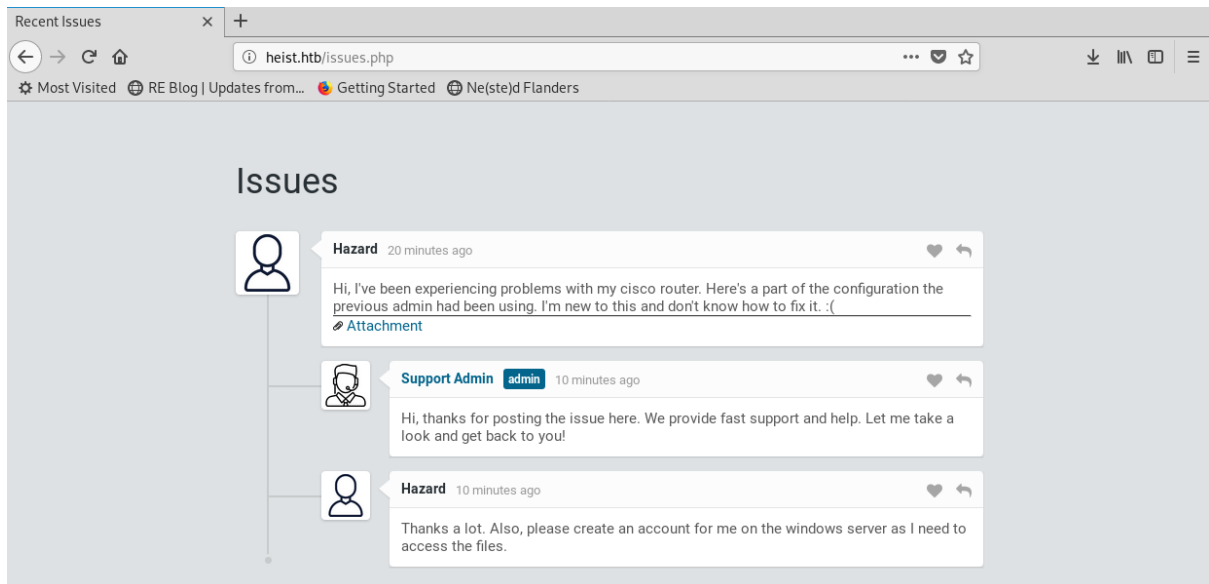 Recent Issues
heist.htb/issues.php
Most Visited RE Blog | Updates from... Getting Started Ne(ste)d Flanders
Issues
Hazard 20 minutes ago
Hi, I've been experiencing problems with my cisco router. Here's a part of the configuration the
previous admin had been using. I'm new to this and don't know how to fix it. :(
Attachment
Support Admin admin 10 minutes ago
Hi, thanks for posting the issue here. We provide fast support and help. Let me take a
look and get back to you!
Hazard 10 minutes ago
Thanks a lot. Also, please create an account for me on the windows server as I need to
access the files.